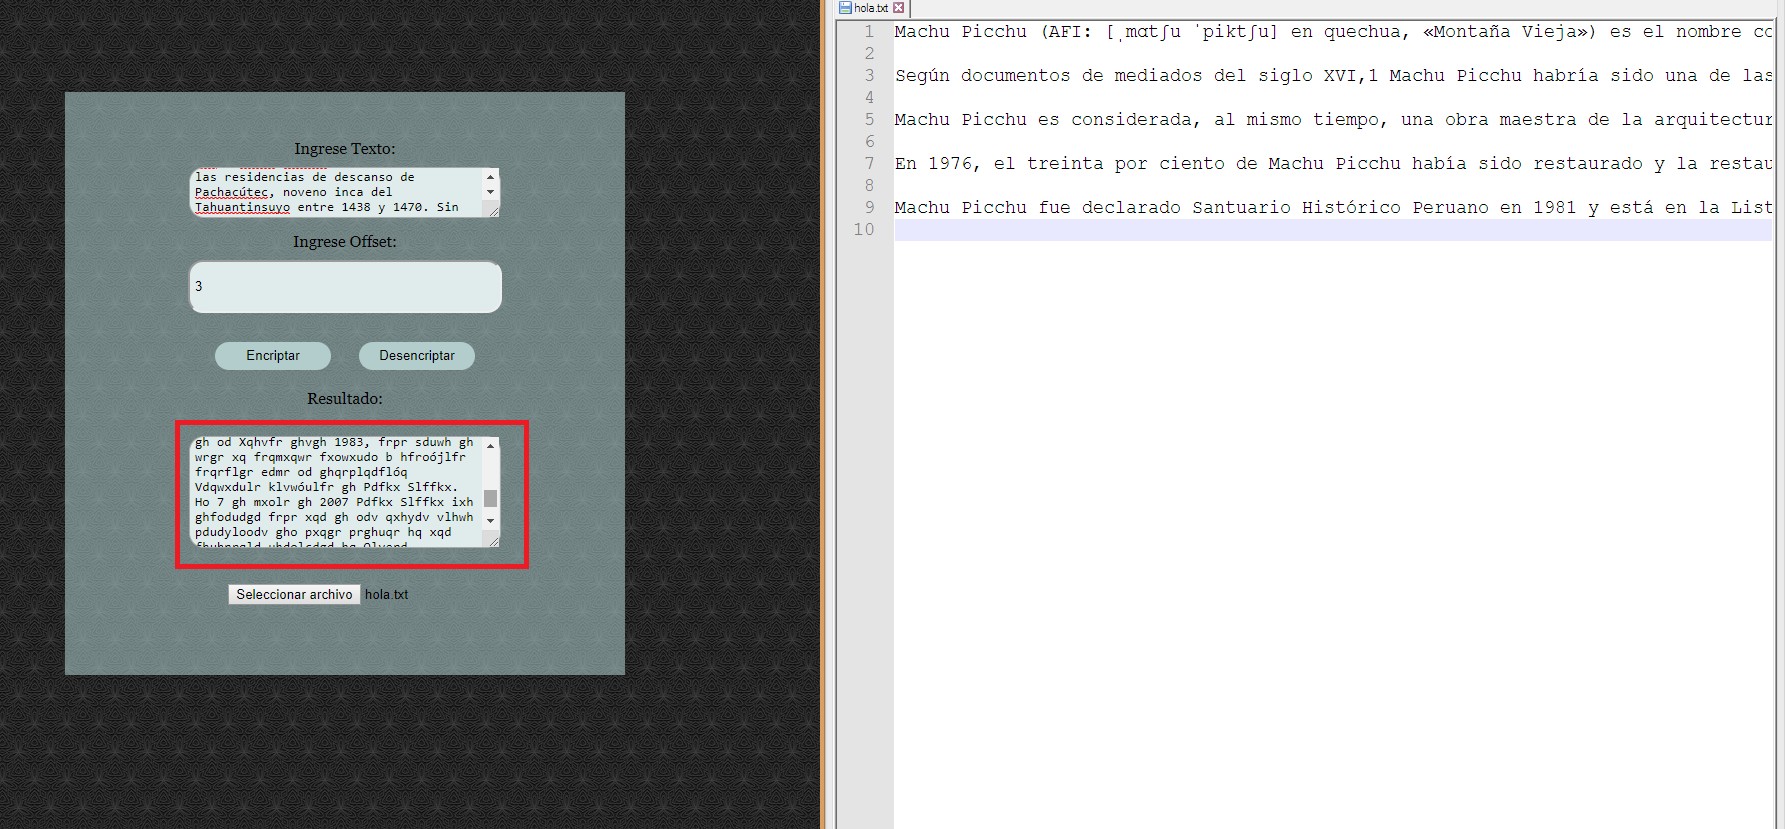 Ingrese Texto:
las residencias de descanso de
Pachacútec, noveno inca del
Tahuantinsuyo entre 1438 y 1470. Sin
Ingrese Offset:
3
Encriptar
Desencriptar
Resultado:
gh od Xqhvfr ghvgh 1983, frpr sduwh gh
wrgr xq frqmxqwr fxowxudo b hfroójlfr
frqrflgr edmr od ghqrplqdflóq
Vdqwxdulr klvwóulfr gh Pdfkx Slffkx.
Ho 7 gh mxolr gh 2007 Pdfkx Slffkx ixh
ghfodudgd frpr xqd gh odv qxhydv vlhwh
pdudyloodv gho pxqgr prghuqr hq xqd
Seleccionar archivo hola.txt
hola.txt
1 Machu Picchu (AFI: [ˌmɑtʃu ˈpiktʃu] en quechua, «Montaña Vieja») es el nombre co
2
3 Según documentos de mediados del siglo XVI,1 Machu Picchu habría sido una de las
4
5 Machu Picchu es considerada, al mismo tiempo, una obra maestra de la arquitectur
6
7 En 1976, el treinta por ciento de Machu Picchu había sido restaurado y la restau
8
9 Machu Picchu fue declarado Santuario Histórico Peruano en 1981 y está en la List
10